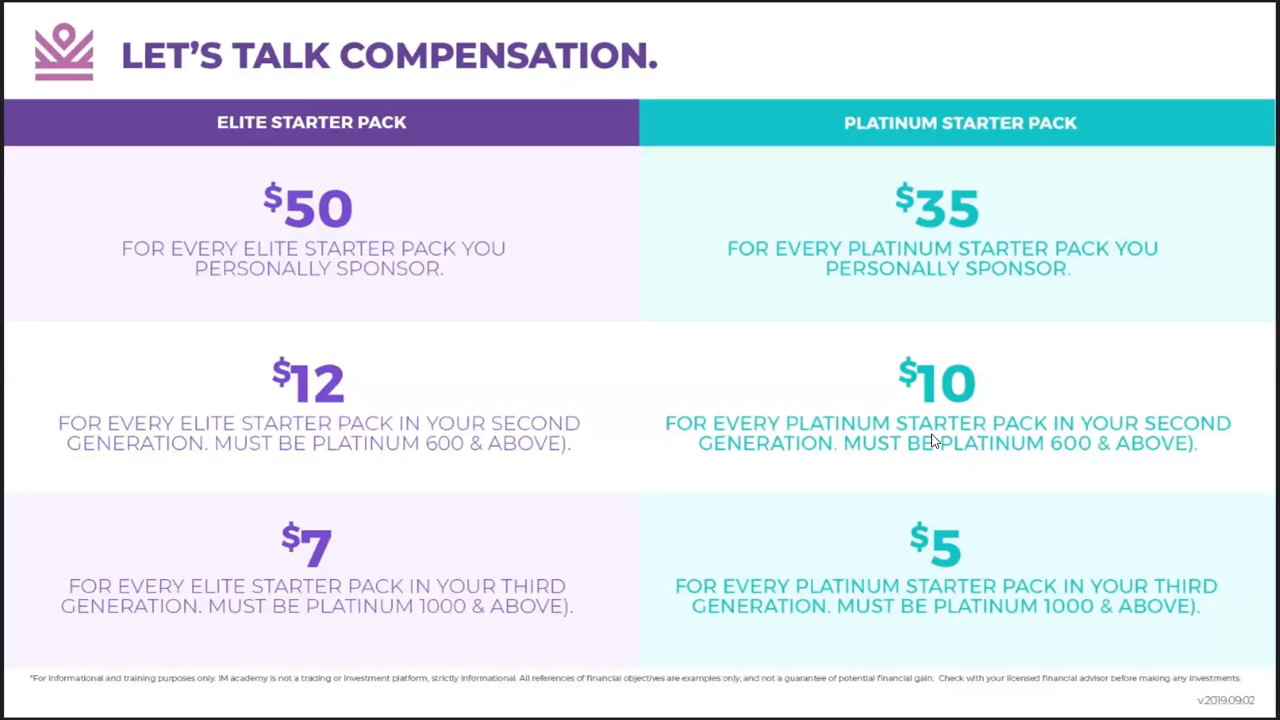 LET'S TALK COMPENSATION.
ELITE STARTER PACK
PLATINUM STARTER PACK
$50
FOR EVERY ELITE STARTER PACK YOU
PERSONALLY SPONSOR.
$35
FOR EVERY PLATINUM STARTER PACK YOU
PERSONALLY SPONSOR.
$12
FOR EVERY ELITE STARTER PACK IN YOUR SECOND
GENERATION. MUST BE PLATINUM 600 & ABOVE).
$10
FOR EVERY PLATINUM STARTER PACK IN YOUR SECOND
GENERATION. MUST BE PLATINUM 600 & ABOVE).
$7
FOR EVERY ELITE STARTER PACK IN YOUR THIRD
GENERATION. MUST BE PLATINUM 1000 & ABOVE).
$5
FOR EVERY PLATINUM STARTER PACK IN YOUR THIRD
GENERATION. MUST BE PLATINUM 1000 & ABOVE).
*For informational and training purposes only. IM academy is not a trading or investment platform, strictly informational. All references of financial objectives are examples only, and not a guarantee of potential financial gain. Check with your licensed financial advisor before making any investments.
v.2019.09.02